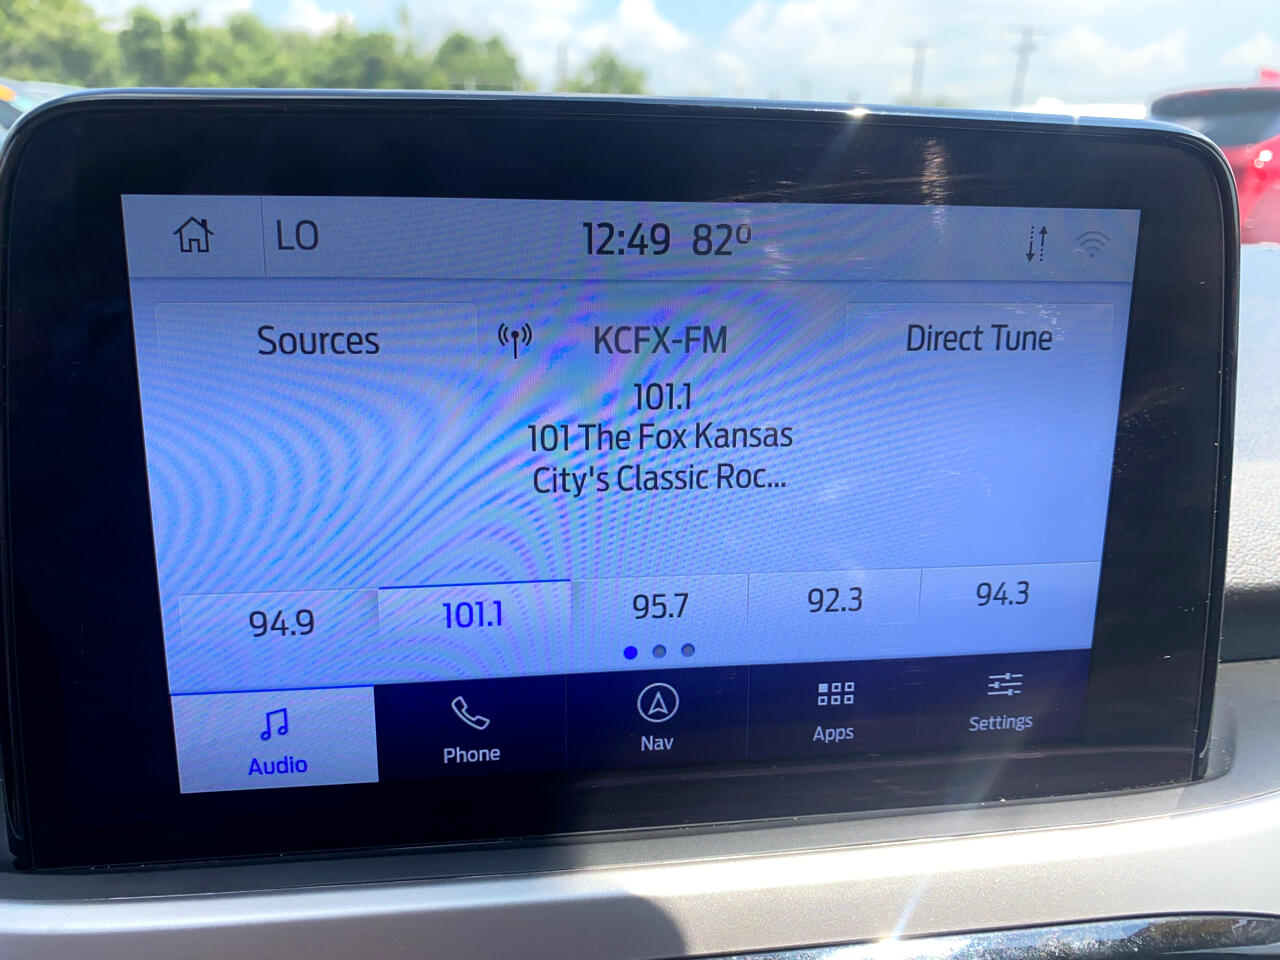 LO
12:49 82º
Sources
KCFX-FM
Direct Tune
101.1
101 The Fox Kansas
City's Classic Roc...
94.9
101.1
95.7
92.3
94.3
Audio
Phone
Nav
Apps
Settings